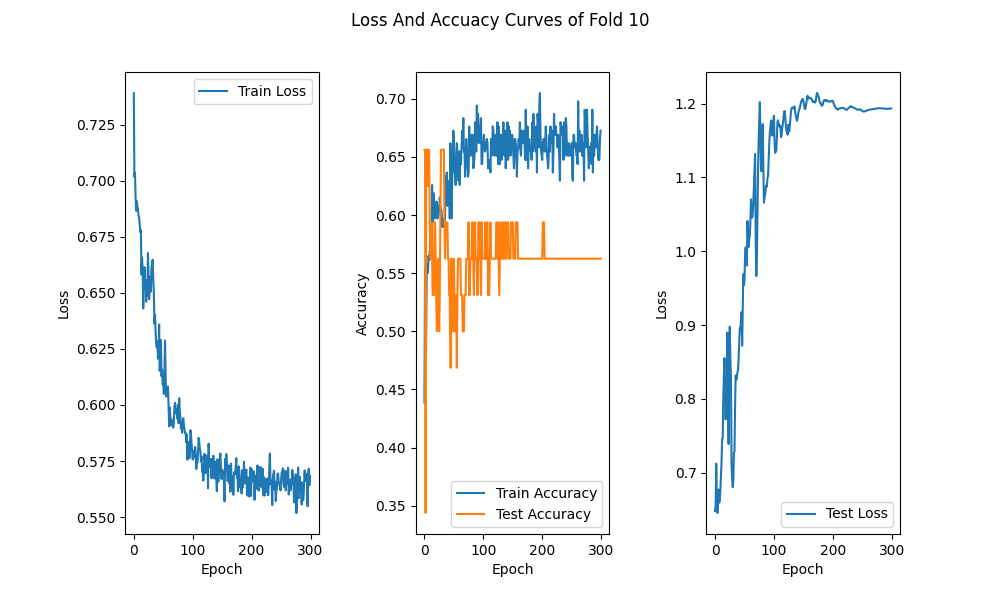 Loss And Accuacy Curves of Fold 10
Train Loss
0.725
0.700
0.675
0.650
0.625
0.600
0.575
0.550
Loss
0 100 200 300
Epoch
0.70
0.65
0.60
0.55
0.50
0.45
0.40
0.35
Accuracy
Train Accuracy
Test Accuracy
0 100 200 300
Epoch
1.2
1.1
1.0
0.9
0.8
0.7
Loss
Test Loss
0 100 200 300
Epoch